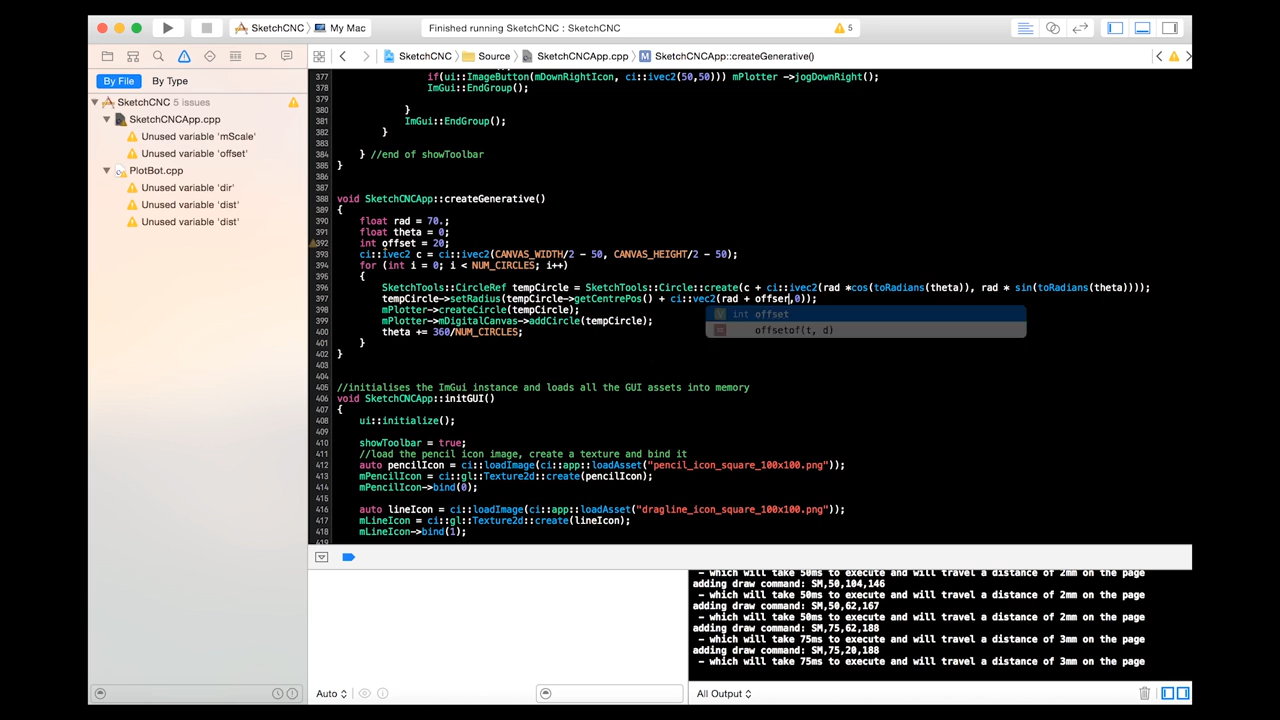 SketchCNC
My Mac
Finished running SketchCNC : SketchCNC
5
SketchCNC
Source
SketchCNCApp.cpp
M
SketchCNCApp::createGenerative()
By File
By Type
SketchCNC 5 issues
SketchCNCApp.cpp
Unused variable 'mScale'
Unused variable 'offset'
PlotBot.cpp
Unused variable 'dir'
Unused variable 'dist'
Unused variable 'dist'
377 if(ui::ImageButton(mDownRightIcon, ci::ivec2(50,50))) mPlotter ->jogDownRight();
378 ImGui::EndGroup();
379
380 }
381 ImGui::EndGroup();
382 }
383
384 } //end of showToolbar
385 }
386
387
388 void SketchCNCApp::createGenerative()
389 {
390 float rad = 70.;
391 float theta = 0;
392 int offset = 20;
393 ci::ivec2 c = ci::ivec2(CANVAS_WIDTH/2 - 50, CANVAS_HEIGHT/2 - 50);
394 for (int i = 0; i < NUM_CIRCLES; i++)
395 {
396 SketchTools::CircleRef tempCircle = SketchTools::Circle::create(c + ci::ivec2(rad *cos(toRadians(theta)), rad * sin(toRadians(theta))));
397 tempCircle->setRadius(tempCircle->getCentrePos() + ci::vec2(rad + offser,0));
398 mPlotter->createCircle(tempCircle);
399 mPlotter->mDigitalCanvas->addCircle(tempCircle);
400 theta += 360/NUM_CIRCLES;
401 }
402 }
V int offset
offsetof(t, d)
403
404
405 //initialises the ImGui instance and loads all the GUI assets into memory
406 void SketchCNCApp::initGUI()
407 {
408 ui::initialize();
409
410 showToolbar = true;
411 //load the pencil icon image, create a texture and bind it
412 auto pencilIcon = ci::loadImage(ci::app::loadAsset("pencil_icon_square_100x100.png"));
413 mPencilIcon = ci::gl::Texture2d::create(pencilIcon);
414 mPencilIcon->bind(0);
415
416 auto lineIcon = ci::loadImage(ci::app::loadAsset("dragline_icon_square_100x100.png"));
417 mLineIcon = ci::gl::Texture2d::create(lineIcon);
418 mLineIcon->bind(1);
419
- which will take 50ms to execute and will travel a distance of 2mm on the page
adding draw command: SM,50,104,146
- which will take 50ms to execute and will travel a distance of 2mm on the page
adding draw command: SM,50,62,167
- which will take 50ms to execute and will travel a distance of 2mm on the page
adding draw command: SM,75,62,188
- which will take 75ms to execute and will travel a distance of 3mm on the page
adding draw command: SM,75,20,188
- which will take 75ms to execute and will travel a distance of 3mm on the page
Auto
All Output